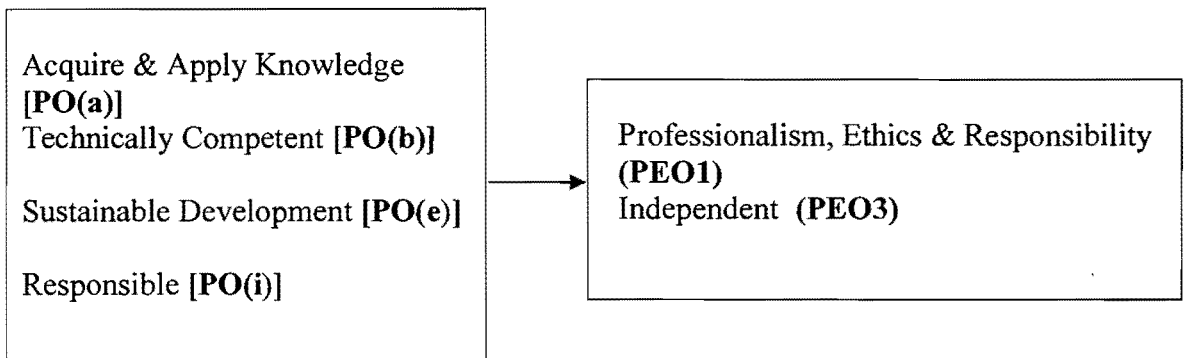 Acquire & Apply Knowledge
[PO(a)]
Technically Competent [PO(b)]
Sustainable Development [PO(e)]
Responsible [PO(i)]
Professionalism, Ethics & Responsibility
(PEO1)
Independent (PEO3)